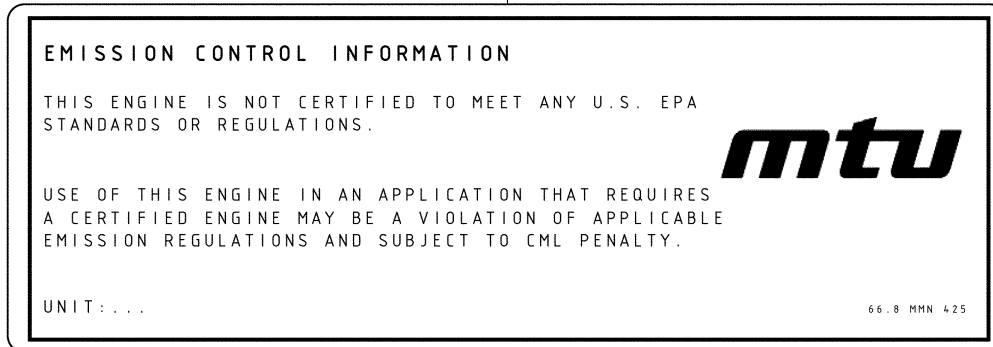 EMISSION CONTROL INFORMATION
THIS ENGINE IS NOT CERTIFIED TO MEET ANY U.S. EPA
STANDARDS OR REGULATIONS.
mtu
USE OF THIS ENGINE IN AN APPLICATION THAT REQUIRES
A CERTIFIED ENGINE MAY BE A VIOLATION OF APPLICABLE
EMISSION REGULATIONS AND SUBJECT TO CML PENALTY.
UNIT:...
66.8 MMN 425